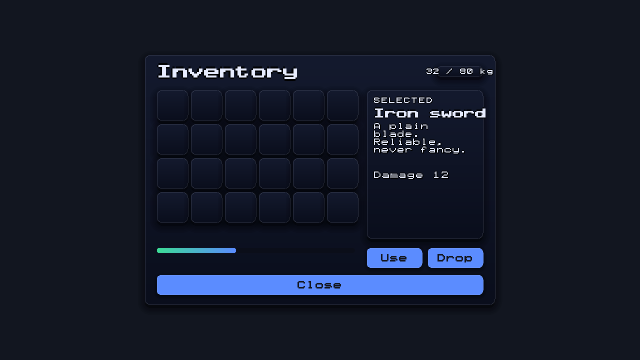 Inventory
32 / 80 kg
SELECTED
Iron sword
A plain
blade.
Reliable,
never fancy.
Damage 12
Use
Drop
Close